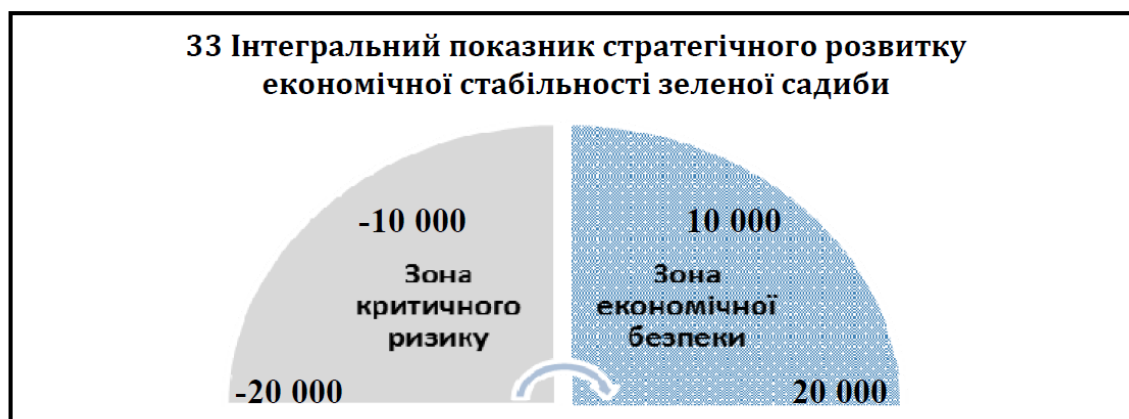 33 Інтегральний показник стратегічного розвитку
економічної стабільності зеленої садиби
-10 000
10 000
Зона
критичного
ризику
Зона
економічної
безпеки
-20 000
20 000